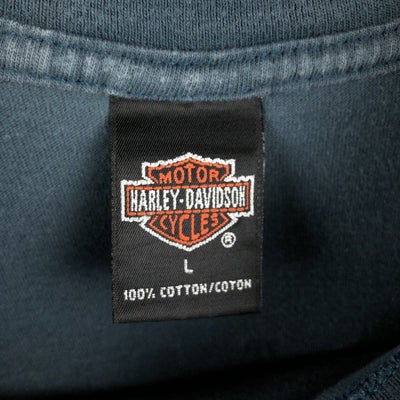 MOTOR
HARLEY-DAVIDSON
CYCLES
®
L
100% COTTON/COTON